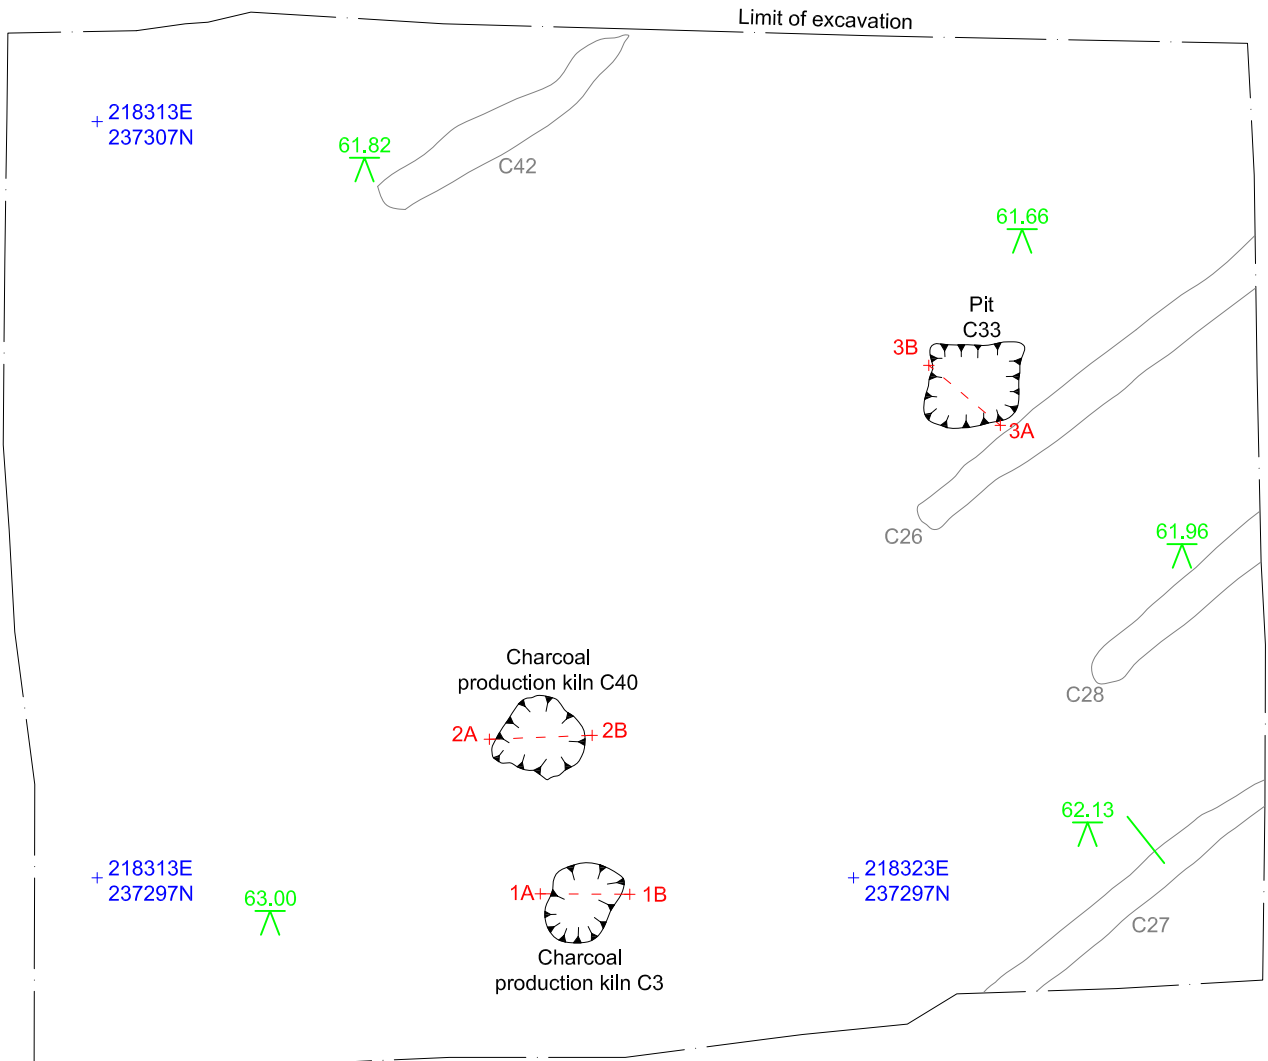 Limit of excavation
218313E
237307N
61.82
C42
61.66
Pit
C33
3B
3A
C26
61.96
C28
Charcoal
production kiln C40
2A
2B
62.13
218313E
237297N
63.00
1A
1B
218323E
237297N
C27
Charcoal
production kiln C3